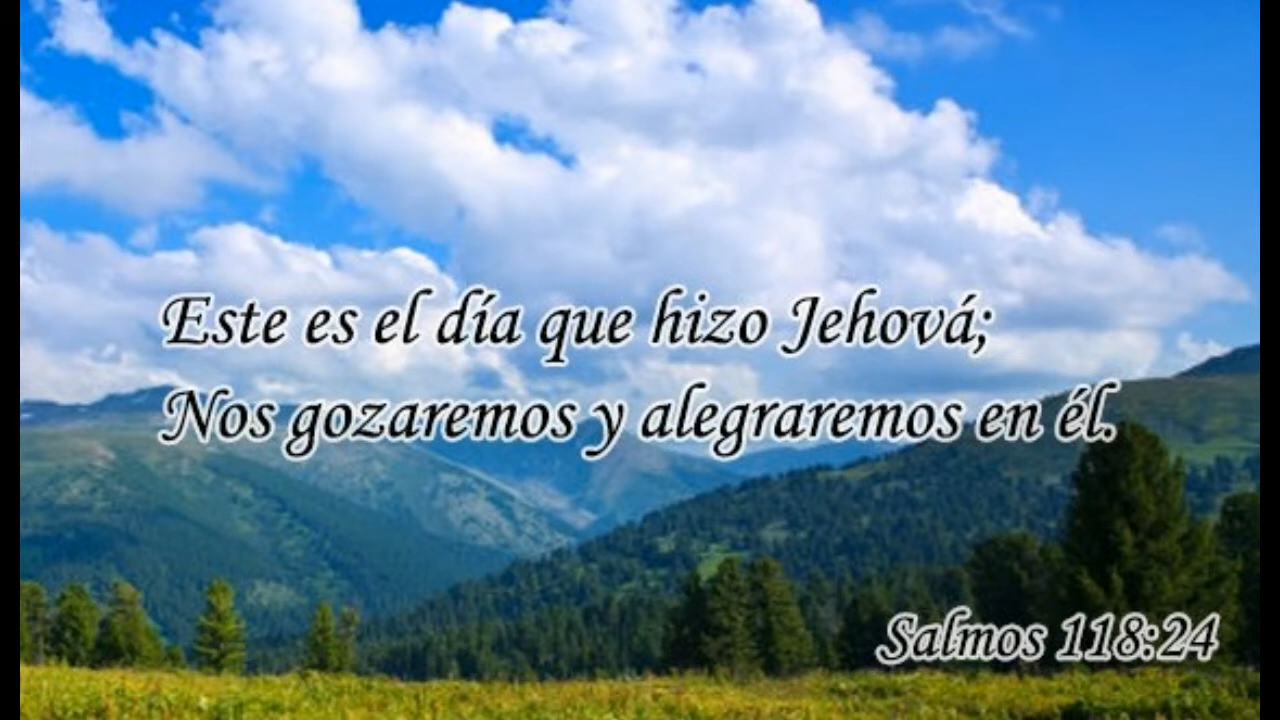 Este es el día que hizo Jehová;
Nos gozaremos y alegraremos en él.
Salmos 118:24